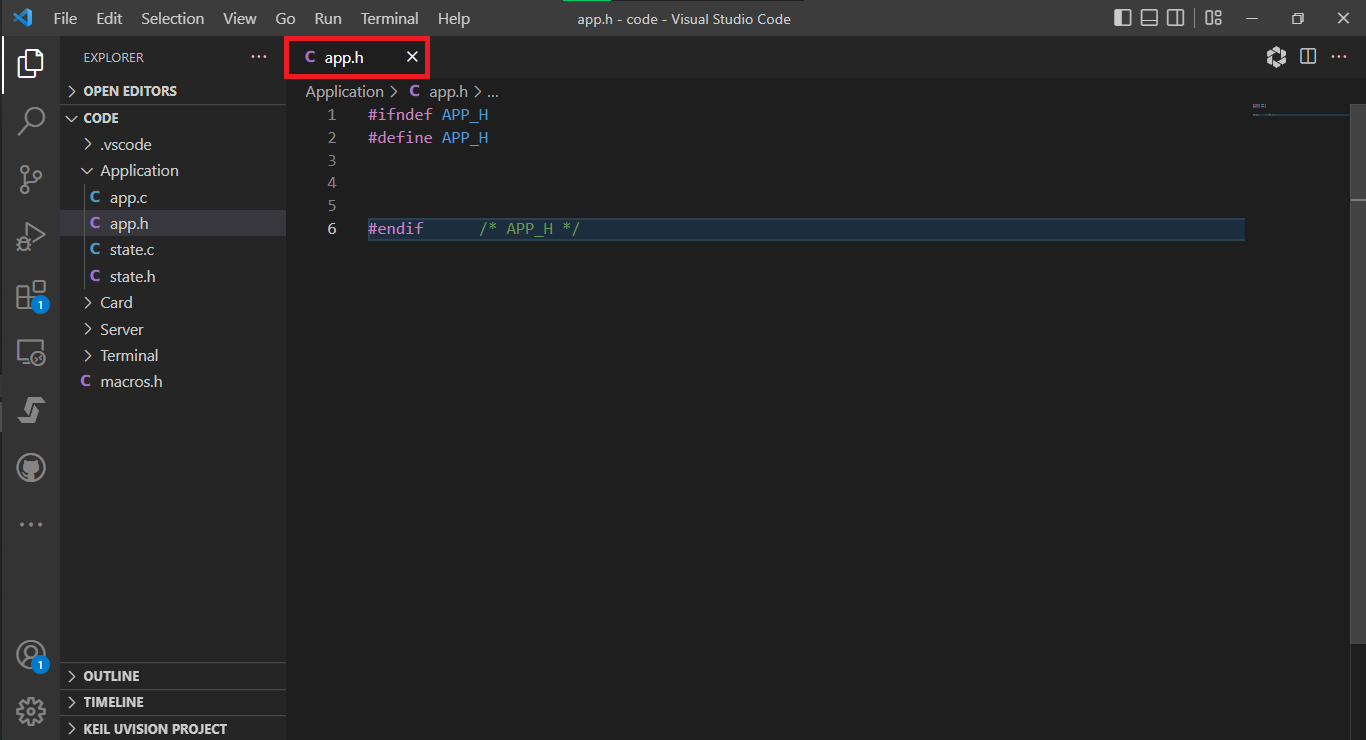 File Edit Selection View Go Run Terminal Help app.h - code - Visual Studio Code
EXPLORER ...
OPEN EDITORS
CODE
.vscode
Application
C app.c
C app.h
C state.c
C state.h
Card
Server
Terminal
C macros.h
OUTLINE
TIMELINE
KEIL UVISION PROJECT
1
1
C app.h
Application > C app.h > ...
1 #ifndef APP_H
2 #define APP_H
3
4
5
6 #endif /* APP_H */